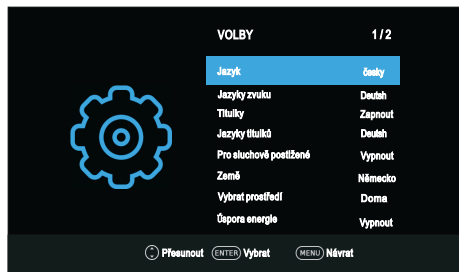 VOLBY 1/2
Jazyk česky
Jazyky zvuku Deutsh
Titulky Zapnout
Jazyky titulků Deutsh
Pro sluchově postižené Vypnout
Země Německo
Vybrat prostředí Doma
Úspora energie Vypnout
Přesunout ENTER Vybrat MENU Návrat